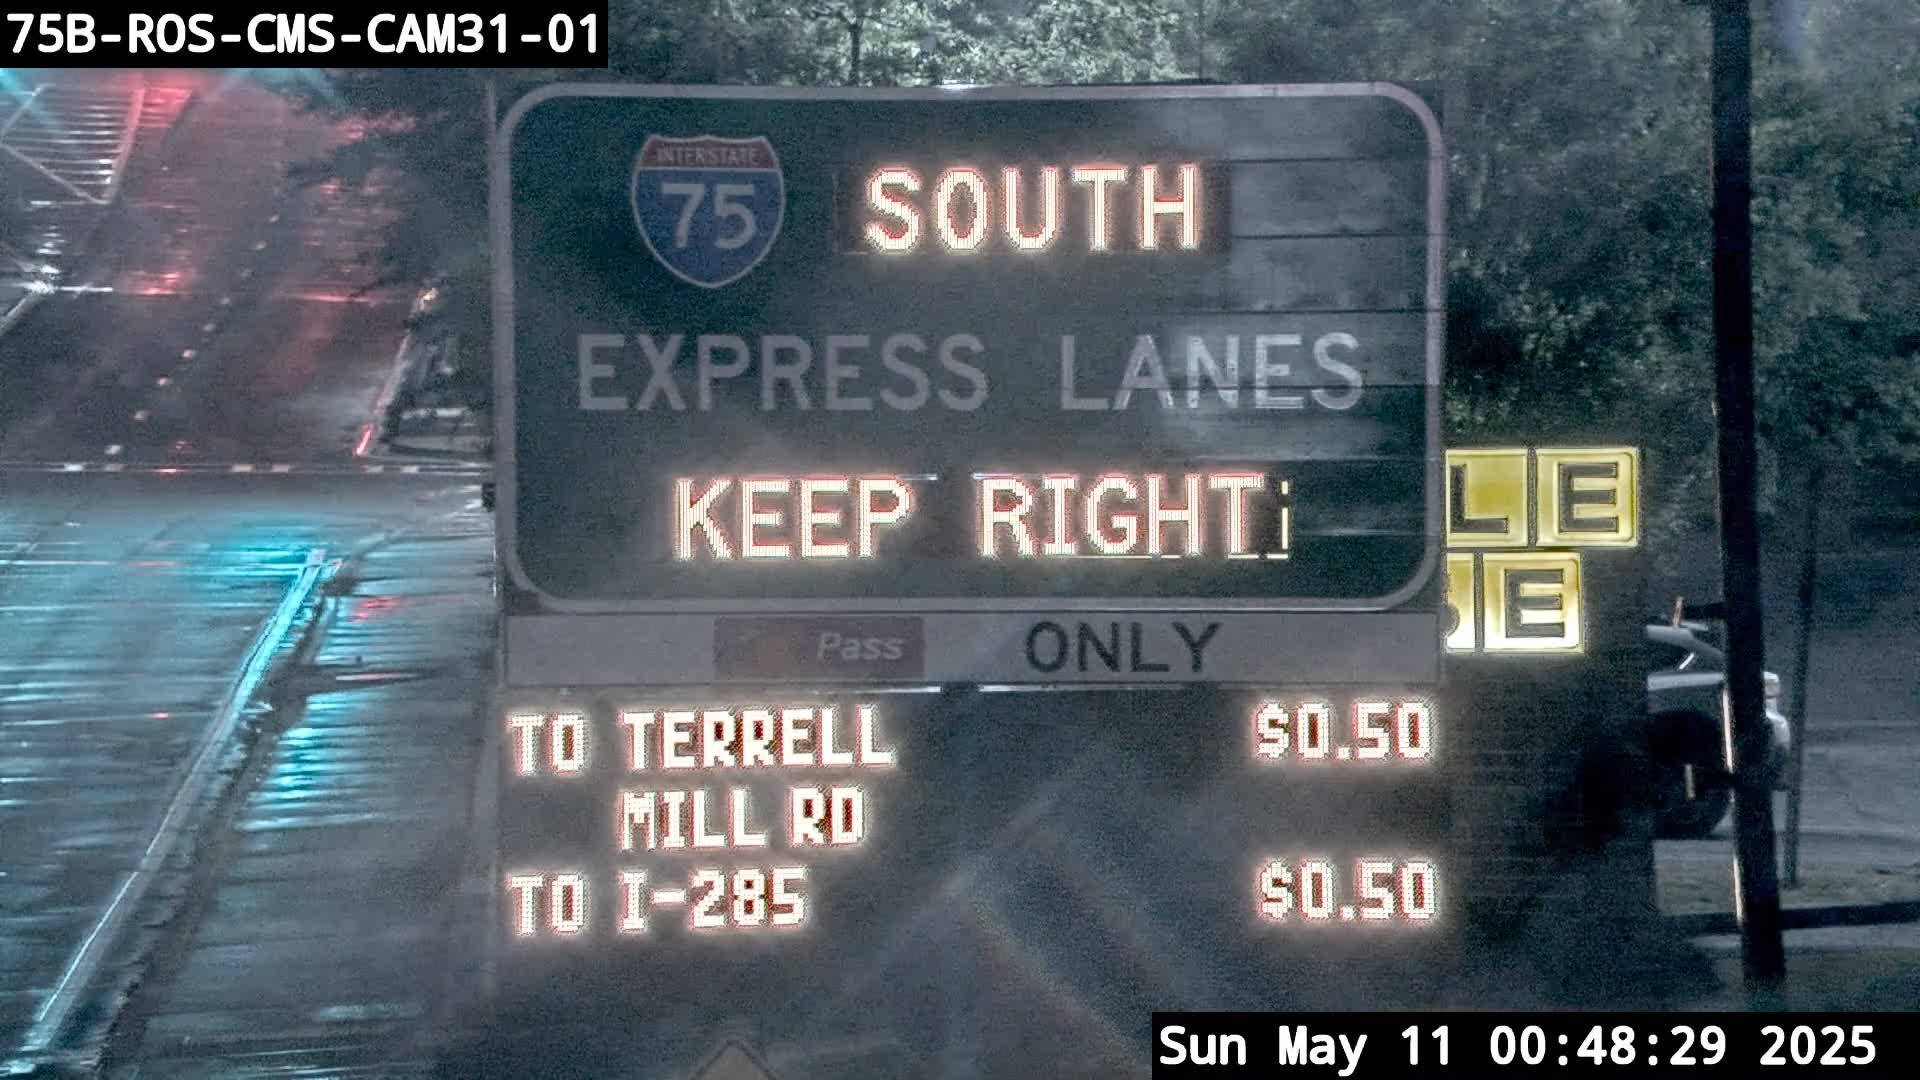 75B-ROS-CMS-CAM31-01
INTERSTATE
75 SOUTH
EXPRESS LANES
KEEP RIGHT
Pass ONLY
TO TERRELL $0.50
MILL RD
TO I-285 $0.50
LE
E
Sun May 11 00:48:29 2025